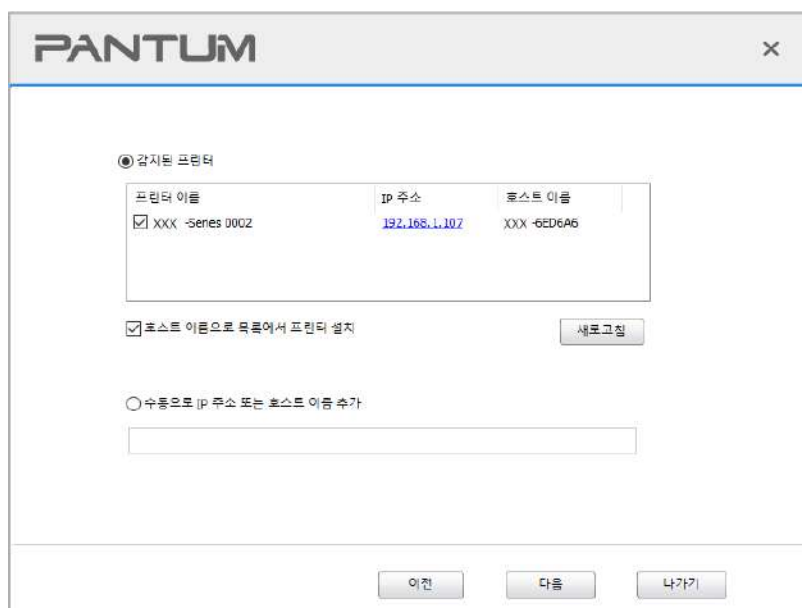 PANTUM
감지된 프린터
프린터 이름 IP 주소 호스트 이름
XXX -Series 0002 192.168.1.107 XXX -6ED6A6
호스트 이름으로 목록에서 프린터 설치 새로고침
수동으로 IP 주소 또는 호스트 이름 추가
이전 다음 나가기